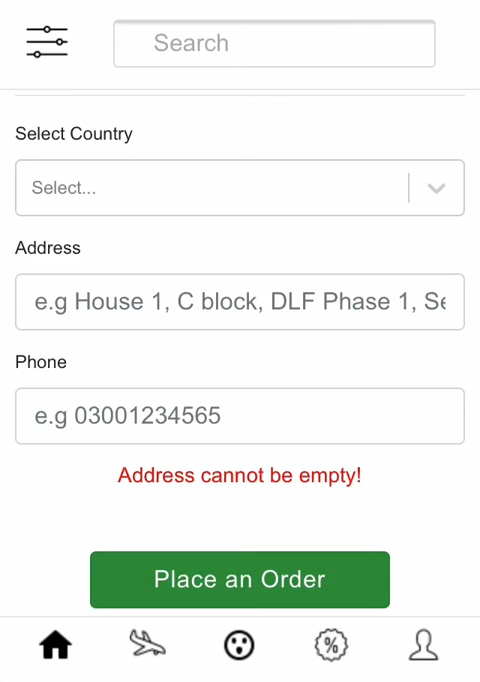 Search
Select Country
Select...
Address
e.g House 1, C block, DLF Phase 1, Se
Phone
e.g 03001234565
Address cannot be empty!
Place an Order
%